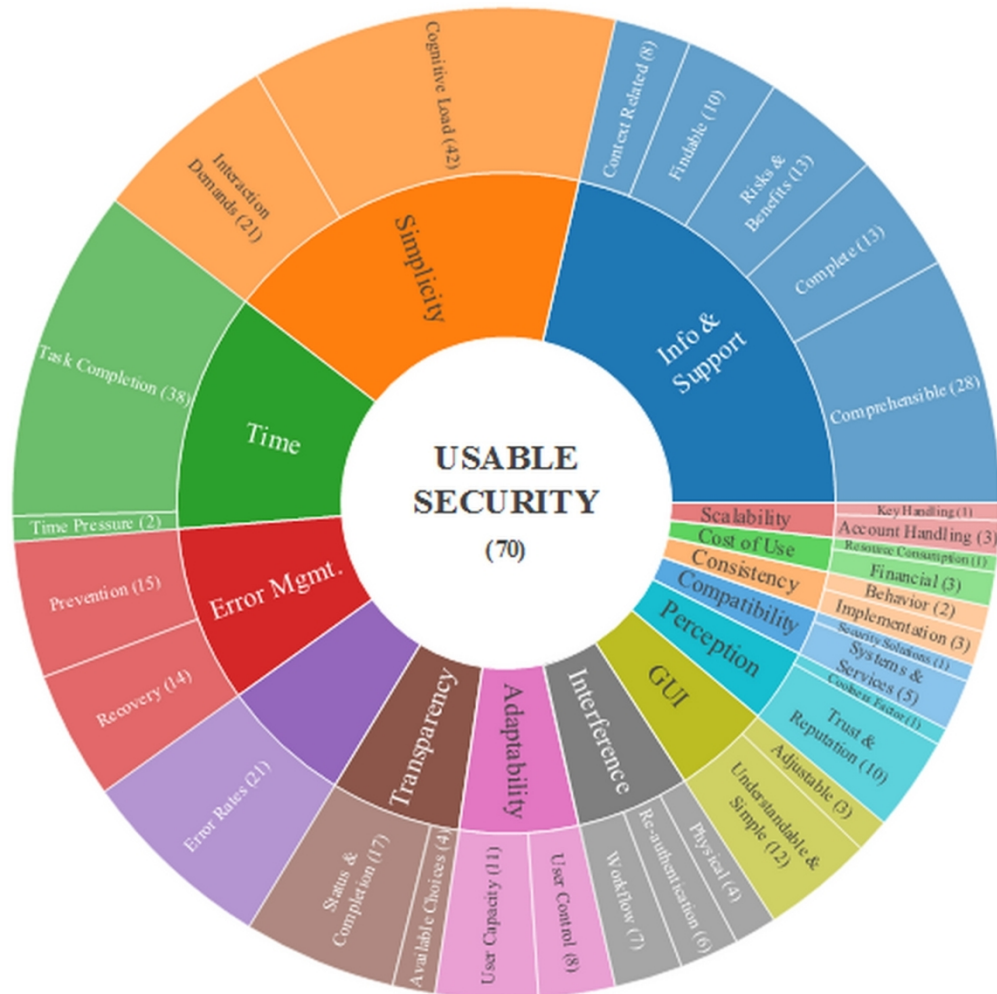 USABLE
SECURITY
(70)
Info &
Support
Context Related (8)
Findable (10)
Risks &
Benefits (13)
Complete (13)
Comprehensible (28)
Scalability
Key Handling (1)
Account Handling (3)
Cost of Use
Resource Consumption (1)
Financial (3)
Consistency
Behavior (2)
Implementation (3)
Compatibility
Security Solutions (1)
Systems &
Services (5)
Perception
Coolness Factor (1)
Trust &
Reputation (10)
GUI
Adjustable (3)
Understandable &
Simple (12)
Interference
Physical (4)
Re-authentication (6)
Workflow (7)
Adaptability
User Control (8)
User Capacity (11)
Transparency
Available Choices (4)
Status &
Completion (17)
Error Rates (21)
Error Mgmt.
Recovery (14)
Prevention (15)
Time
Time Pressure (2)
Task Completion (38)
Simplicity
Interaction
Demands (21)
Cognitive Load (42)